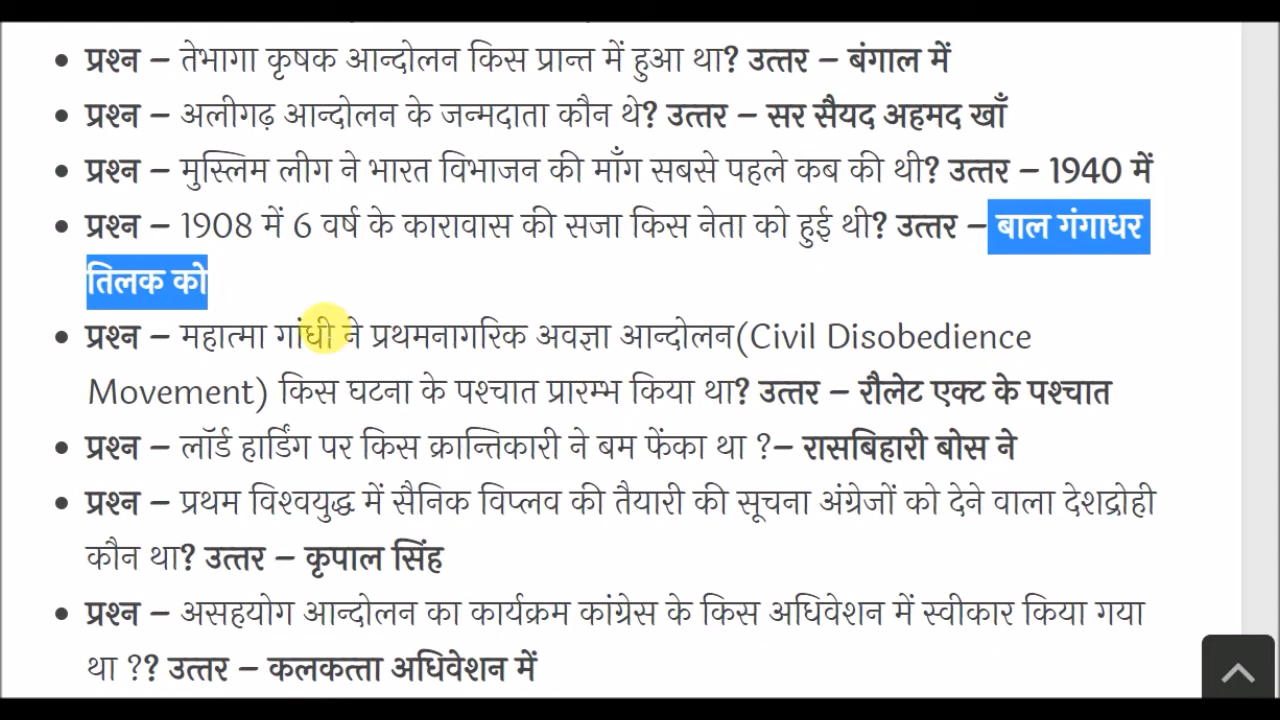 • प्रश्न – तेभागा कृषक आन्दोलन किस प्रान्त में हुआ था? उत्तर – बंगाल में
• प्रश्न – अलीगढ़ आन्दोलन के जन्मदाता कौन थे? उत्तर – सर सैयद अहमद खाँ
• प्रश्न – मुस्लिम लीग ने भारत विभाजन की माँग सबसे पहले कब की थी? उत्तर – 1940 में
• प्रश्न – 1908 में 6 वर्ष के कारावास की सजा किस नेता को हुई थी? उत्तर – बाल गंगाधर
तिलक को
• प्रश्न – महात्मा गांधी ने प्रथमनागरिक अवज्ञा आन्दोलन(Civil Disobedience
Movement) किस घटना के पश्चात प्रारम्भ किया था? उत्तर – रौलेट एक्ट के पश्चात
• प्रश्न – लॉर्ड हार्डिंग पर किस क्रान्तिकारी ने बम फेंका था ?– रासबिहारी बोस ने
• प्रश्न – प्रथम विश्वयुद्ध में सैनिक विप्लव की तैयारी की सूचना अंग्रेजों को देने वाला देशद्रोही
कौन था? उत्तर – कृपाल सिंह
• प्रश्न – असहयोग आन्दोलन का कार्यक्रम कांग्रेस के किस अधिवेशन में स्वीकार किया गया
था ?? उत्तर – कलकत्ता अधिवेशन में